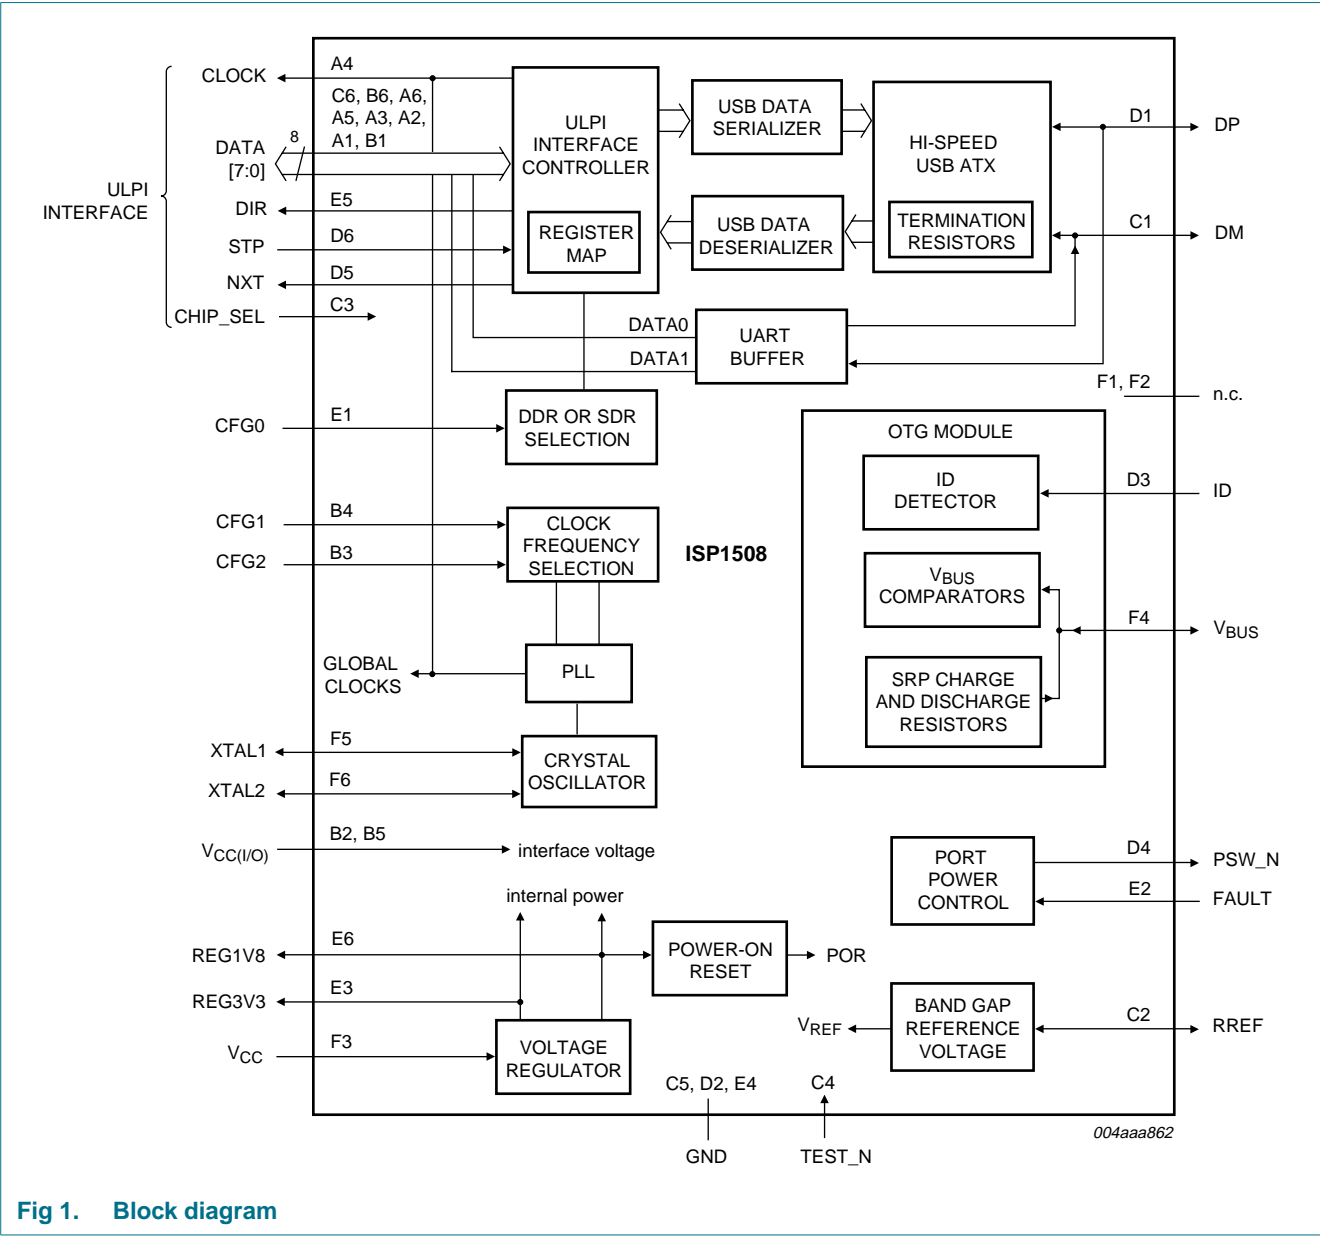 CLOCK
A4
C6, B6, A6,
A5, A3, A2,
A1, B1
8
DATA
[7:0]
ULPI
INTERFACE
DIR
E5
STP
D6
NXT
D5
CHIP_SEL
C3
ULPI
INTERFACE
CONTROLLER
REGISTER
MAP
USB DATA
SERIALIZER
USB DATA
DESERIALIZER
HI-SPEED
USB ATX
TERMINATION
RESISTORS
D1
DP
C1
DM
DATA0
DATA1
UART
BUFFER
F1, F2
n.c.
CFG0
E1
DDR OR SDR
SELECTION
OTG MODULE
ID
DETECTOR
D3
ID
CFG1
B4
CFG2
B3
CLOCK
FREQUENCY
SELECTION
ISP1508
VBUS
COMPARATORS
F4
VBUS
SRP CHARGE
AND DISCHARGE
RESISTORS
GLOBAL
CLOCKS
PLL
XTAL1
F5
XTAL2
F6
CRYSTAL
OSCILLATOR
VCC(I/O)
B2, B5
interface voltage
internal power
PORT
POWER
CONTROL
D4
PSW_N
E2
FAULT
REG1V8
E6
REG3V3
E3
POWER-ON
RESET
POR
VCC
F3
VOLTAGE
REGULATOR
VREF
BAND GAP
REFERENCE
VOLTAGE
C2
RREF
C5, D2, E4
C4
GND
TEST_N
004aaa862
Fig 1. Block diagram